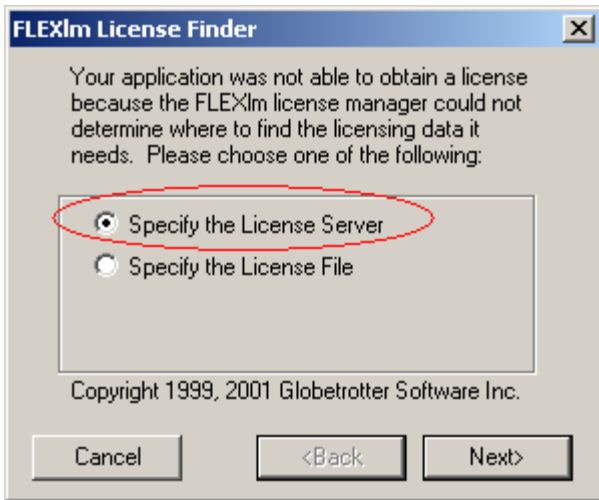 FLEXlm License Finder
Your application was not able to obtain a license
because the FLEXlm license manager could not
determine where to find the licensing data it
needs.  Please choose one of the following:
Specify the License Server
Specify the License File
Copyright 1999, 2001 Globetrotter Software Inc.
Cancel
<Back
Next>